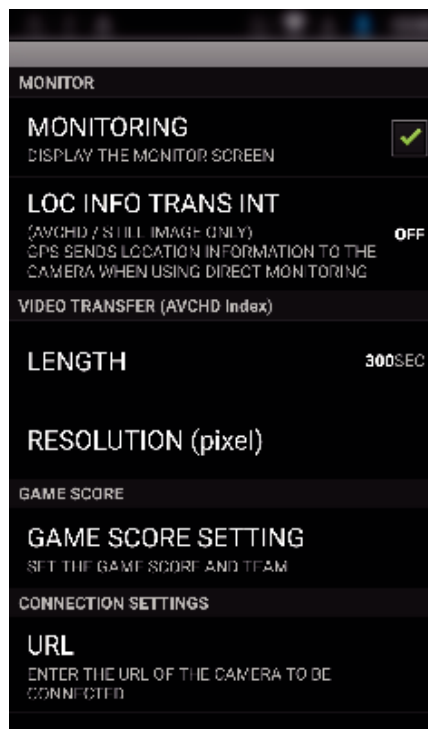 MONITOR
MONITORING
DISPLAY THE MONITOR SCREEN
LOC INFO TRANS INT
(AVCHD / STILL IMAGE ONLY)
GPS SENDS LOCATION INFORMATION TO THE
CAMERA WHEN USING DIRECT MONITORING
OFF
VIDEO TRANSFER (AVCHD Index)
LENGTH
300SEC
RESOLUTION (pixel)
GAME SCORE
GAME SCORE SETTING
SET THE GAME SCORE AND TEAM
CONNECTION SETTINGS
URL
ENTER THE URL OF THE CAMERA TO BE
CONNECTED